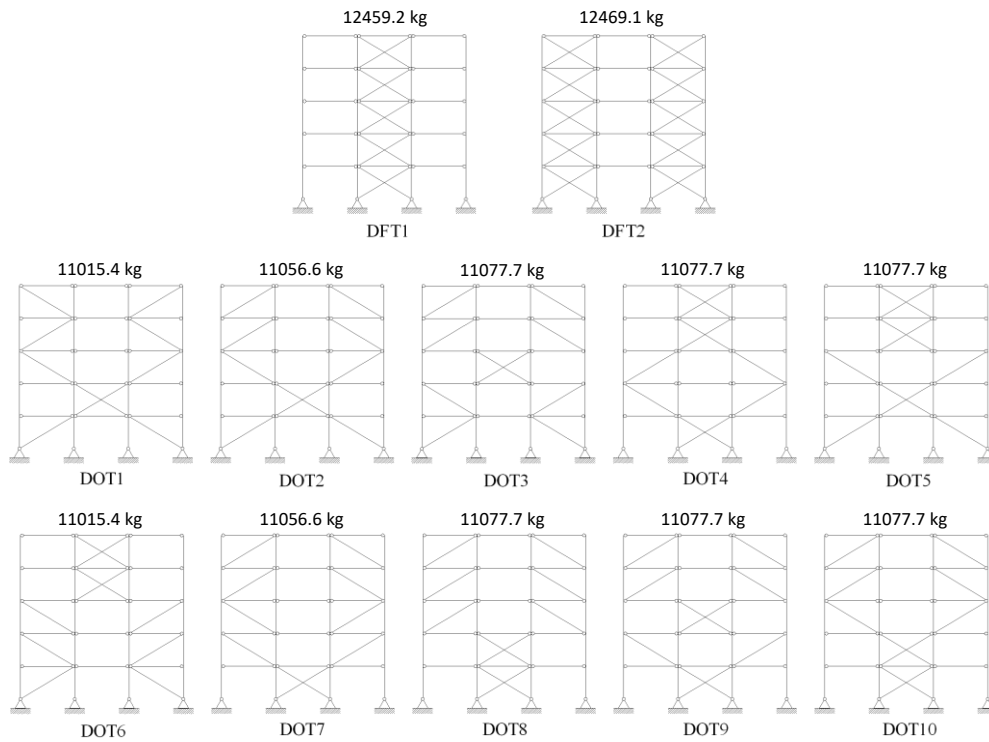 12459.2 kg 12469.1 kg
DFT1 DFT2
11015.4 kg 11056.6 kg 11077.7 kg 11077.7 kg 11077.7 kg
DOT1 DOT2 DOT3 DOT4 DOT5
11015.4 kg 11056.6 kg 11077.7 kg 11077.7 kg 11077.7 kg
DOT6 DOT7 DOT8 DOT9 DOT10